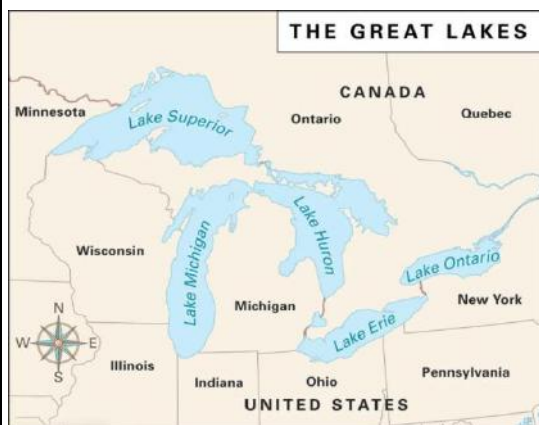 THE GREAT LAKES
CANADA
Minnesota
Lake Superior
Ontario
Quebec
Wisconsin
Lake Michigan
Lake Huron
Lake Ontario
Michigan
New York
N
W
E
S
Lake Erie
Illinois
Indiana
Ohio
Pennsylvania
UNITED STATES